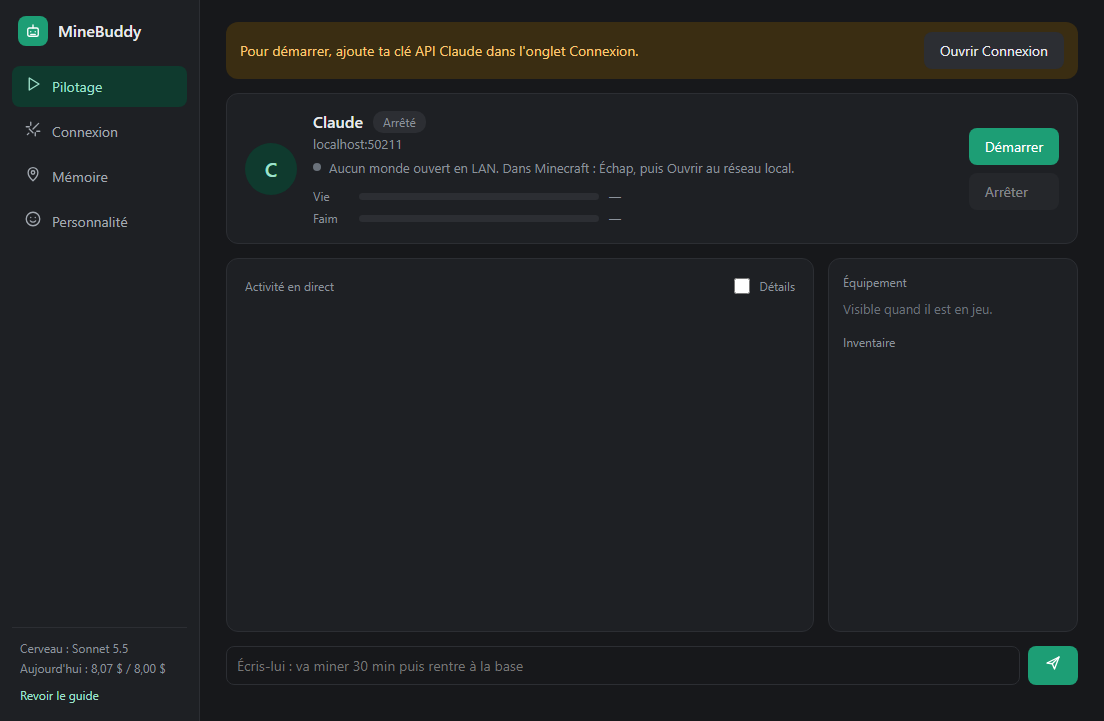 MineBuddy
Pilotage
Connexion
Mémoire
Personnalité
Cerveau : Sonnet 5.5
Aujourd'hui : 8,07 $ / 8,00 $
Revoir le guide
Pour démarrer, ajoute ta clé API Claude dans l'onglet Connexion.
Ouvrir Connexion
C
Claude
Arrêté
localhost:50211
Aucun monde ouvert en LAN. Dans Minecraft : Échap, puis Ouvrir au réseau local.
Vie —
Faim —
Démarrer
Arrêter
Activité en direct
Détails
Équipement
Visible quand il est en jeu.
Inventaire
Écris-lui : va miner 30 min puis rentre à la base